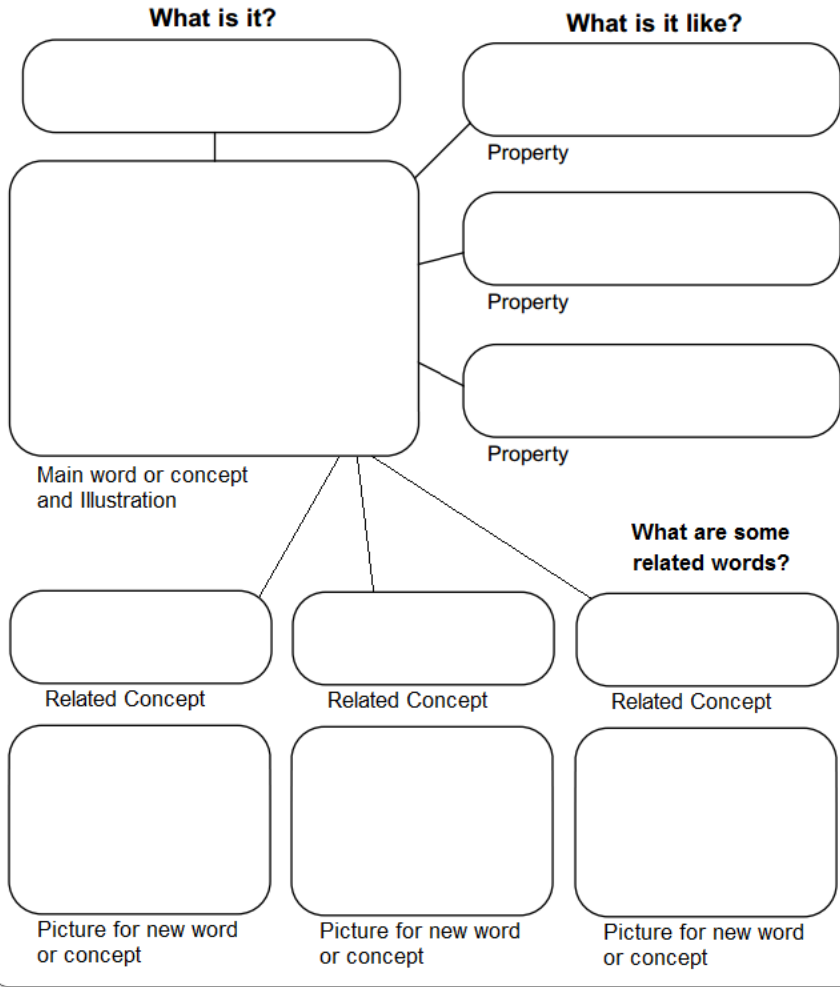 What is it?
What is it like?
Property
Property
Property
Main word or concept
and Illustration
What are some
related words?
Related Concept
Related Concept
Related Concept
Picture for new word
or concept
Picture for new word
or concept
Picture for new word
or concept